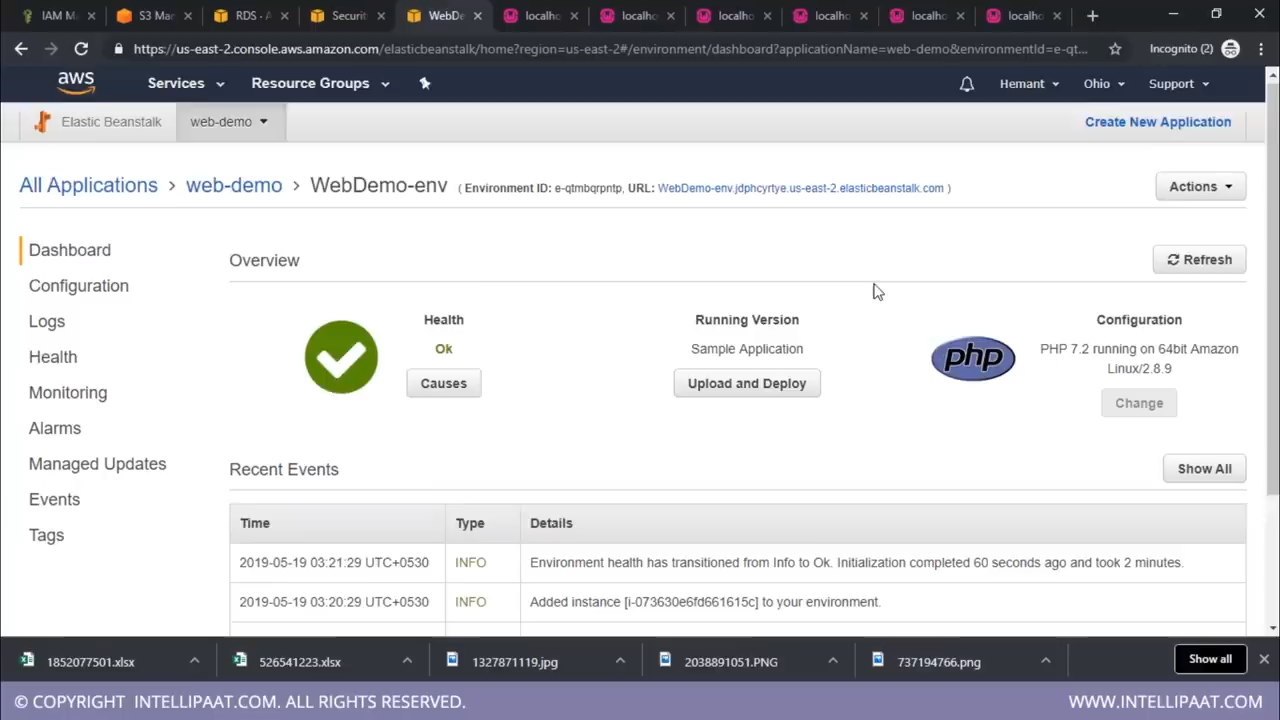 IAM M
S3 Mar
RDS · A
Securit
WebDe
localho
localho
localho
localho
localho
localho
https://us-east-2.console.aws.amazon.com/elasticbeanstalk/home?region=us-east-2#/environment/dashboard?applicationName=web-demo&environmentId=e-qt...
Incognito (2)
aws
Services
Resource Groups
Hemant
Ohio
Support
Elastic Beanstalk
web-demo
Create New Application
All Applications > web-demo > WebDemo-env ( Environment ID: e-qtmbqrpntp, URL: WebDemo-env.jdphcyrtye.us-east-2.elasticbeanstalk.com )
Actions
Dashboard
Configuration
Logs
Health
Monitoring
Alarms
Managed Updates
Events
Tags
Overview
Refresh
Health
Ok
Causes
Running Version
Sample Application
Upload and Deploy
php
Configuration
PHP 7.2 running on 64bit Amazon
Linux/2.8.9
Change
Recent Events
Show All
Time Type Details
2019-05-19 03:21:29 UTC+0530 INFO Environment health has transitioned from Info to Ok. Initialization completed 60 seconds ago and took 2 minutes.
2019-05-19 03:20:29 UTC+0530 INFO Added instance [i-073630e6fd661615c] to your environment.
1852077501.xlsx
526541223.xlsx
1327871119.jpg
2038891051.PNG
737194766.png
Show all
© COPYRIGHT INTELLIPAAT.COM. ALL RIGHTS RESERVED.
WWW.INTELLIPAAT.COM